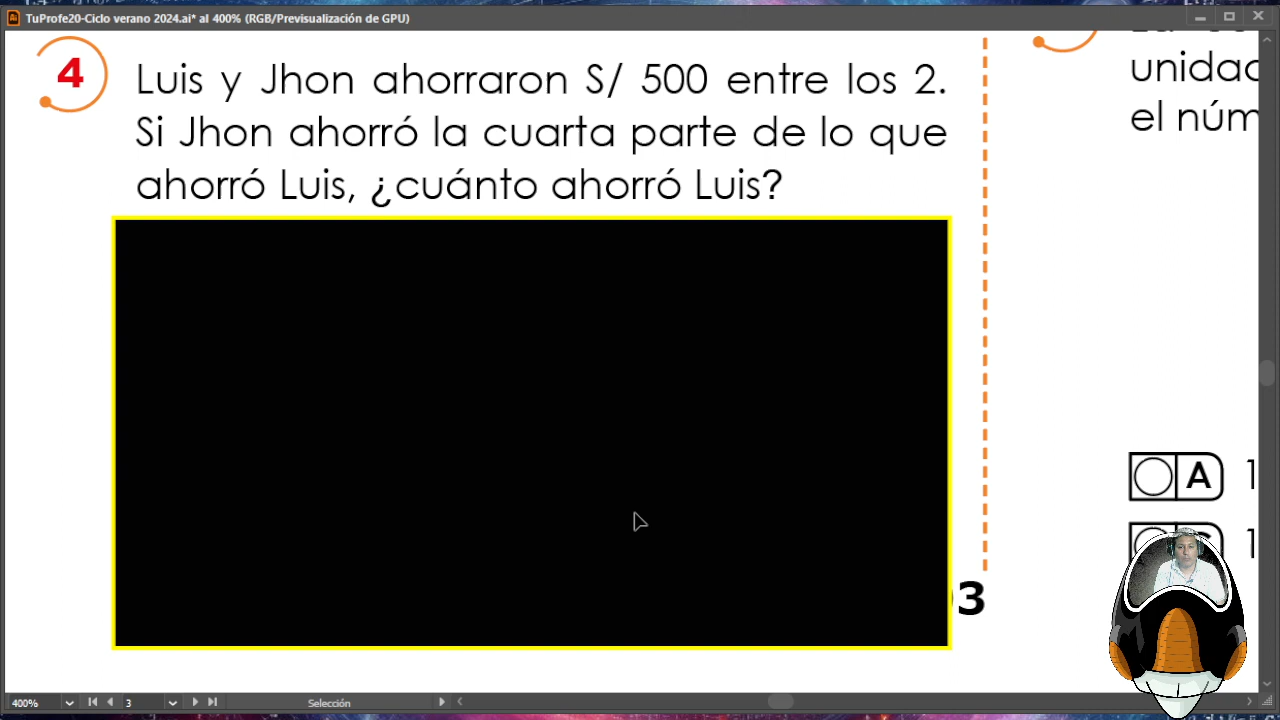 TuProfe20-Ciclo verano 2024.ai* al 400% (RGB/Previsualización de GPU)
4
Luis y Jhon ahorraron S/ 500 entre los 2.
Si Jhon ahorró la cuarta parte de lo que
ahorró Luis, ¿cuánto ahorró Luis?
unidad
el núm
A 1
1
3
400%
3
Selección